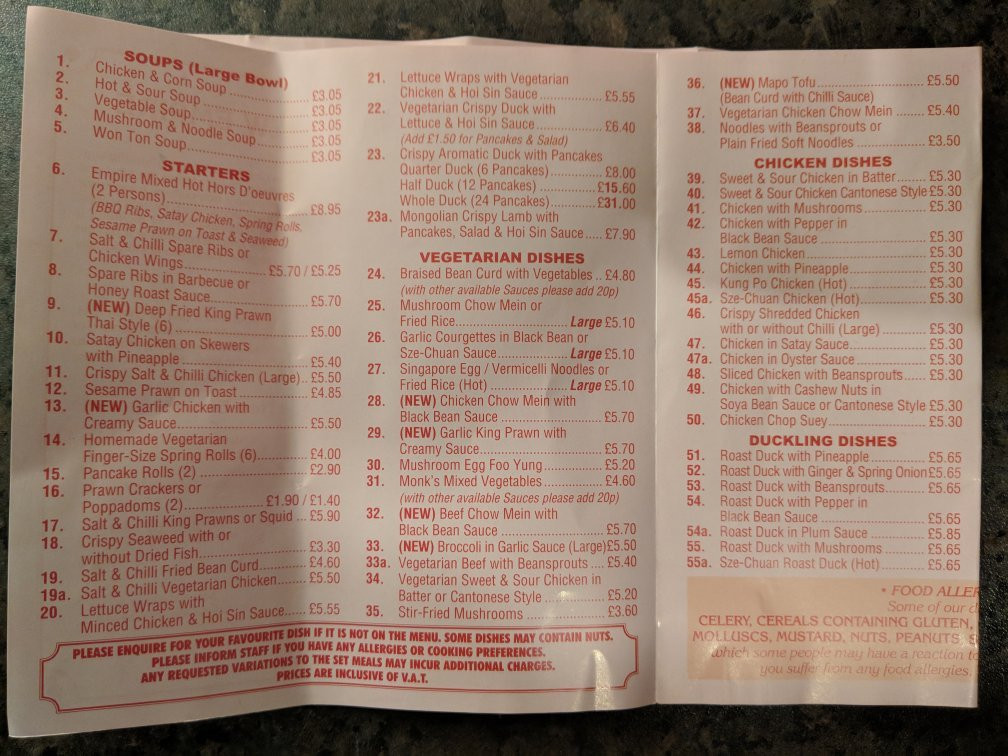 SOUPS (Large Bowl)
1. Chicken & Corn Soup £3.05
2. Hot & Sour Soup £3.05
3. Vegetable Soup £3.05
4. Mushroom & Noodle Soup £3.05
5. Won Ton Soup £3.05
STARTERS
6. Empire Mixed Hot Hors D'oeuvres
(2 Persons) £8.95
(BBQ Ribs, Satay Chicken, Spring Rolls,
Sesame Prawn on Toast & Seaweed)
7. Salt & Chilli Spare Ribs or
Chicken Wings £5.70 / £5.25
8. Spare Ribs in Barbecue or
Honey Roast Sauce £5.70
9. (NEW) Deep Fried King Prawn
Thai Style (6) £5.00
10. Satay Chicken on Skewers
with Pineapple £5.40
11. Crispy Salt & Chilli Chicken (Large) £5.50
12. Sesame Prawn on Toast £4.85
13. (NEW) Garlic Chicken with
Creamy Sauce £5.50
14. Homemade Vegetarian
Finger-Size Spring Rolls (6) £4.00
15. Pancake Rolls (2) £2.90
16. Prawn Crackers or
Poppadoms (2) £1.90 / £1.40
17. Salt & Chilli King Prawns or Squid £5.90
18. Crispy Seaweed with or
without Dried Fish £3.30
19. Salt & Chilli Fried Bean Curd £4.60
19a. Salt & Chilli Vegetarian Chicken £5.50
20. Lettuce Wraps with
Minced Chicken & Hoi Sin Sauce £5.55
21. Lettuce Wraps with Vegetarian
Chicken & Hoi Sin Sauce £5.55
22. Vegetarian Crispy Duck with
Lettuce & Hoi Sin Sauce £6.40
(Add £1.50 for Pancakes & Salad)
23. Crispy Aromatic Duck with Pancakes
Quarter Duck (6 Pancakes) £8.00
Half Duck (12 Pancakes) £15.60
Whole Duck (24 Pancakes) £31.00
23a. Mongolian Crispy Lamb with
Pancakes, Salad & Hoi Sin Sauce £7.90
VEGETARIAN DISHES
24. Braised Bean Curd with Vegetables £4.80
(with other available Sauces please add 20p)
25. Mushroom Chow Mein or
Fried Rice Large £5.10
26. Garlic Courgettes in Black Bean or
Sze-Chuan Sauce Large £5.10
27. Singapore Egg / Vermicelli Noodles or
Fried Rice (Hot) Large £5.10
28. (NEW) Chicken Chow Mein with
Black Bean Sauce £5.70
29. (NEW) Garlic King Prawn with
Creamy Sauce £5.70
30. Mushroom Egg Foo Yung £5.20
31. Monk's Mixed Vegetables £4.60
(with other available Sauces please add 20p)
32. (NEW) Beef Chow Mein with
Black Bean Sauce £5.70
33. (NEW) Broccoli in Garlic Sauce (Large) £5.50
33a. Vegetarian Beef with Beansprouts £5.40
34. Vegetarian Sweet & Sour Chicken in
Batter or Cantonese Style £5.20
35. Stir-Fried Mushrooms £3.60
PLEASE ENQUIRE FOR YOUR FAVOURITE DISH IF IT IS NOT ON THE MENU. SOME DISHES MAY CONTAIN NUTS.
PLEASE INFORM STAFF IF YOU HAVE ANY ALLERGIES OR COOKING PREFERENCES.
ANY REQUESTED VARIATIONS TO THE SET MEALS MAY INCUR ADDITIONAL CHARGES.
PRICES ARE INCLUSIVE OF V.A.T.
36. (NEW) Mapo Tofu £5.50
(Bean Curd with Chilli Sauce)
37. Vegetarian Chicken Chow Mein £5.40
38. Noodles with Beansprouts or
Plain Fried Soft Noodles £3.50
CHICKEN DISHES
39. Sweet & Sour Chicken in Batter £5.30
40. Sweet & Sour Chicken Cantonese Style £5.30
41. Chicken with Mushrooms £5.30
42. Chicken with Pepper in
Black Bean Sauce £5.30
43. Lemon Chicken £5.30
44. Chicken with Pineapple £5.30
45. Kung Po Chicken (Hot) £5.30
45a. Sze-Chuan Chicken (Hot) £5.30
46. Crispy Shredded Chicken
with or without Chilli (Large) £5.30
47. Chicken in Satay Sauce £5.30
47a. Chicken in Oyster Sauce £5.30
48. Sliced Chicken with Beansprouts £5.30
49. Chicken with Cashew Nuts in
Soya Bean Sauce or Cantonese Style £5.30
50. Chicken Chop Suey £5.30
DUCKLING DISHES
51. Roast Duck with Pineapple £5.65
52. Roast Duck with Ginger & Spring Onion £5.65
53. Roast Duck with Beansprouts £5.65
54. Roast Duck with Pepper in
Black Bean Sauce £5.65
54a. Roast Duck in Plum Sauce £5.85
55. Roast Duck with Mushrooms £5.65
55a. Sze-Chuan Roast Duck (Hot) £5.65
• FOOD ALLER
Some of our d
CELERY, CEREALS CONTAINING GLUTEN,
MOLLUSCS, MUSTARD, NUTS, PEANUTS, S
which some people may have a reaction to
you suffer from any food allergies,